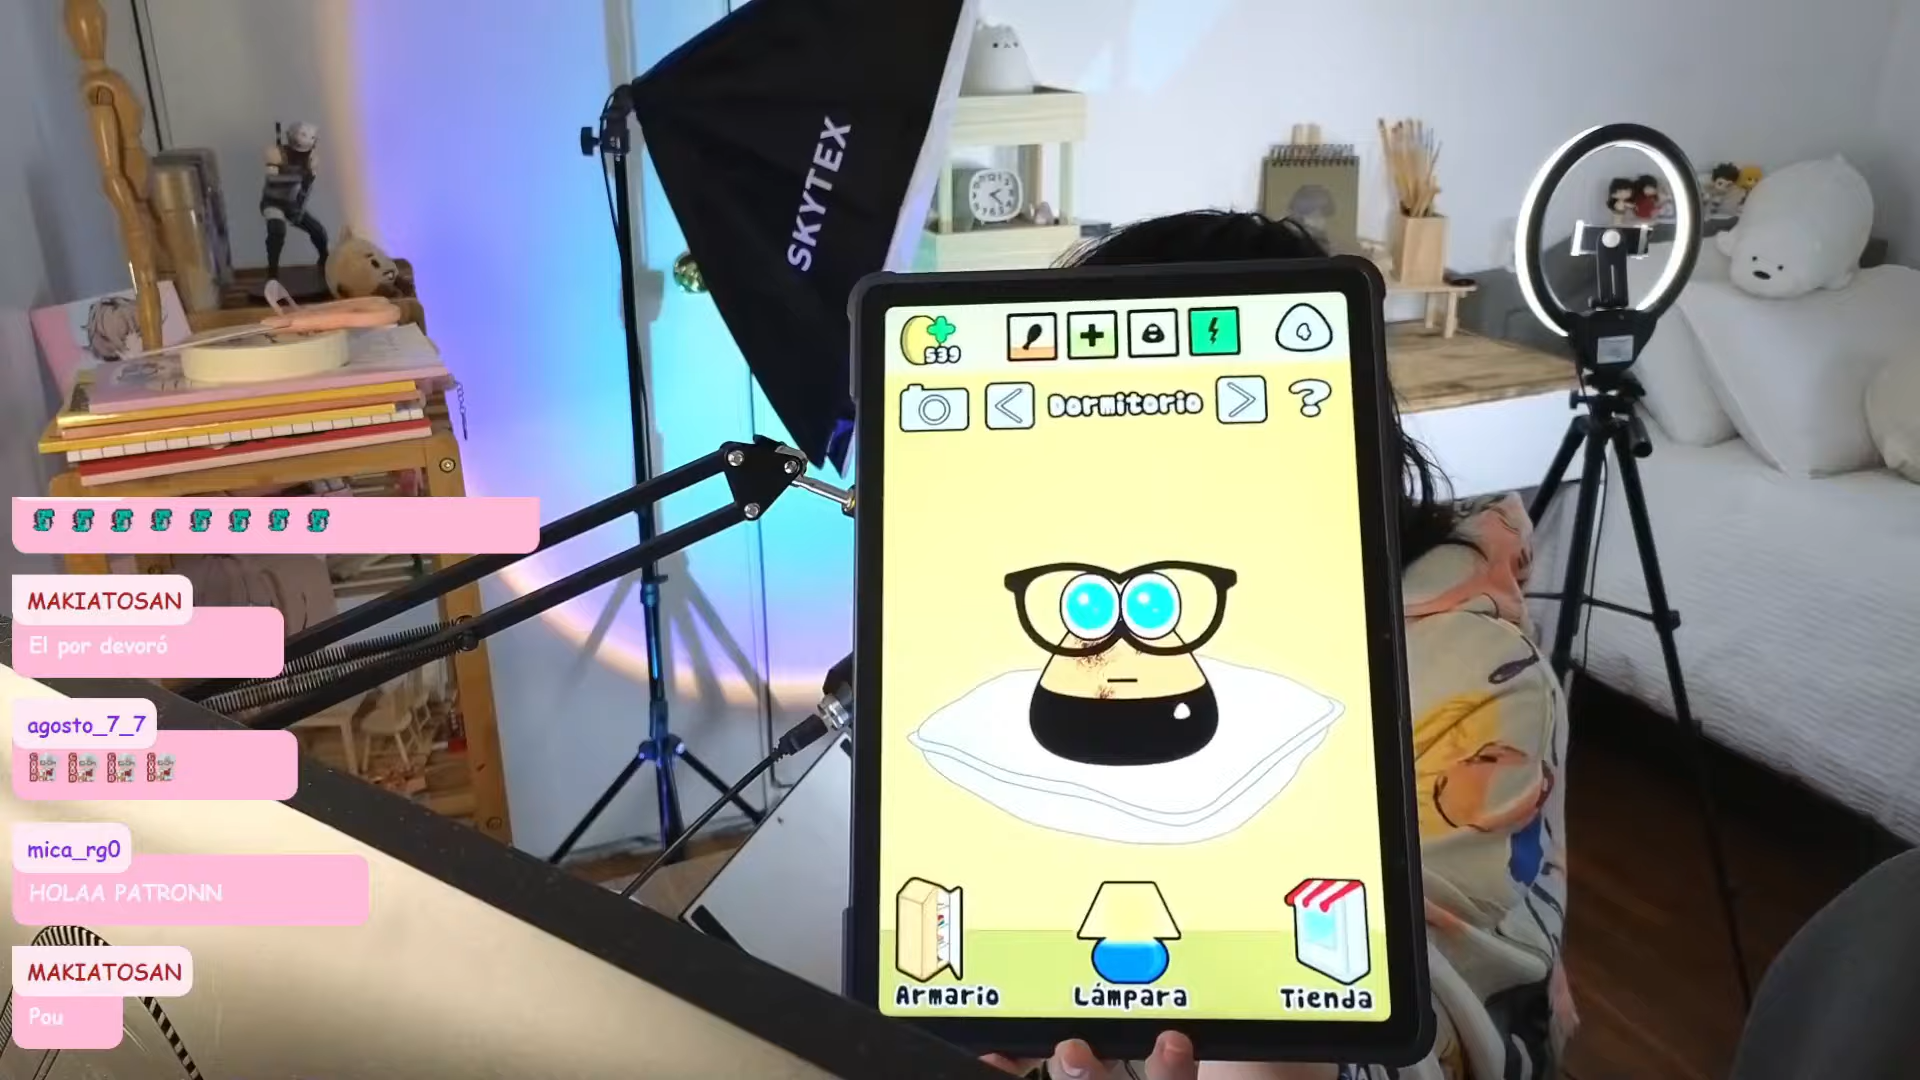 SKYTEX
539
Dormitorio
?
Armario
Lámpara
Tienda
MAKIATOSAN
El por devoró
agosto_7_7
mica_rg0
HOLAA PATRONN
MAKIATOSAN
Pou